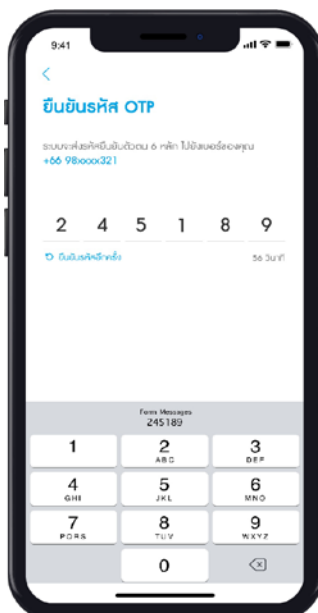 9:41
ยืนยันรหัส OTP
ระบบจะส่งรหัสยืนยันตัวตน 6 หลัก ไปยังเบอร์ของคุณ
+66 98xxxx321
2 4 5 1 8 9
ยืนยันรหัสอีกครั้ง 56 วินาที
From Messages
245189
1 2 3
ABC DEF
4 5 6
GHI JKL MNO
7 8 9
PQRS TUV WXYZ
0